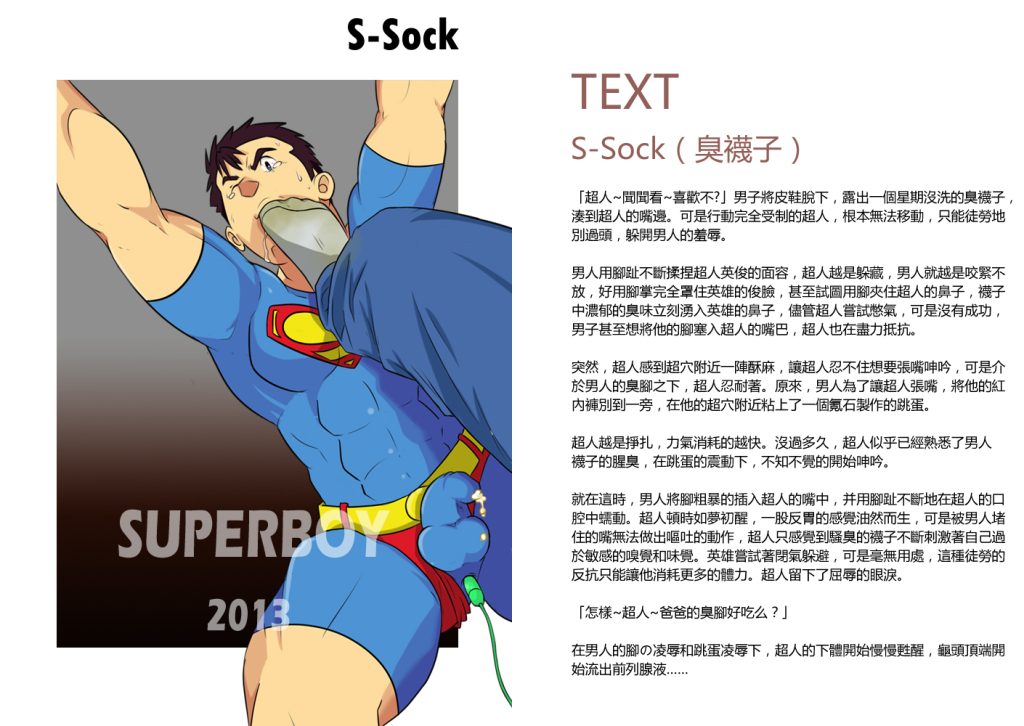 S-Sock
SUPERBOY
2013
TEXT
S-Sock（臭襪子）
「超人~聞聞看~喜歡不?」男子將皮鞋脫下，露出一個星期沒洗的臭襪子，
湊到超人的嘴邊。可是行動完全受制的超人，根本無法移動，只能徒勞地
別過頭，躲開男人的羞辱。
男人用腳趾不斷揉捏超人英俊的面容，超人越是躲藏，男人就越是咬緊不
放，好用腳掌完全罩住英雄的俊臉，甚至試圖用腳夾住超人的鼻子，襪子
中濃郁的臭味立刻湧入英雄的鼻子，儘管超人嘗試憋氣，可是沒有成功，
男子甚至想將他的腳塞入超人的嘴巴，超人也在盡力抵抗。
突然，超人感到超穴附近一陣酥麻，讓超人忍不住想要張嘴呻吟，可是介
於男人的臭腳之下，超人忍耐著。原來，男人為了讓超人張嘴，將他的紅
內褲別到一旁，在他的超穴附近粘上了一個氪石製作的跳蛋。
超人越是掙扎，力氣消耗的越快。沒過多久，超人似乎已經熟悉了男人
襪子的腥臭，在跳蛋的震動下，不知不覺的開始呻吟。
就在這時，男人將腳粗暴的插入超人的嘴中，并用腳趾不斷地在超人的口
腔中蠕動。超人頓時如夢初醒，一股反胃的感覺油然而生，可是被男人堵
住的嘴無法做出嘔吐的動作，超人只感覺到騷臭的襪子不斷刺激著自己過
於敏感的嗅覺和味覺。英雄嘗試著閉氣躲避，可是毫無用處，這種徒勞的
反抗只能讓他消耗更多的體力。超人留下了屈辱的眼淚。
「怎樣~超人~爸爸的臭腳好吃么？」
在男人的腳の凌辱和跳蛋凌辱下，超人的下體開始慢慢甦醒，龜頭頂端開
始流出前列腺液......